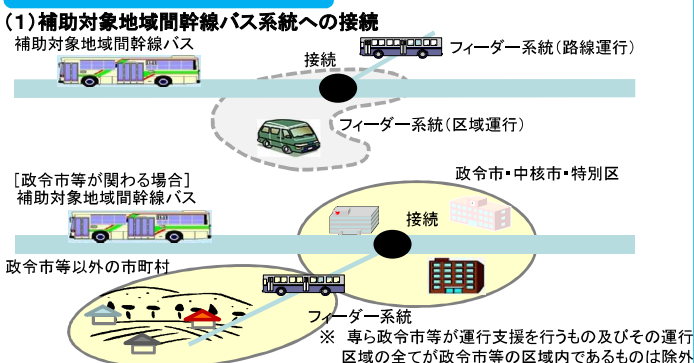 (1)補助対象地域間幹線バス系統への接続
補助対象地域間幹線バス
接続
フィーダー系統(路線運行)
フィーダー系統(区域運行)
[政令市等が関わる場合]
補助対象地域間幹線バス
政令市・中核市・特別区
接続
政令市等以外の市町村
フィーダー系統
※ 専ら政令市等が運行支援を行うもの及びその運行
区域の全てが政令市等の区域内であるものは除外